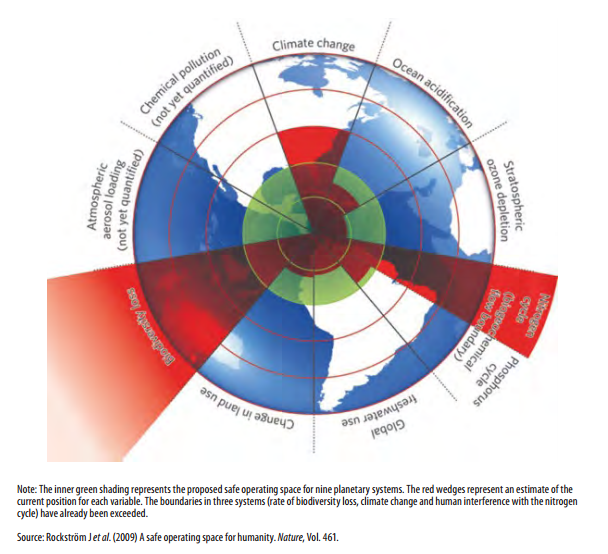 Climate change
Ocean acidification
Stratospheric
ozone depletion
Nitrogen
cycle
(biogeochemical
flow boundary)
Phosphorus
cycle
Global
freshwater use
Change in land use
Biodiversity loss
Atmospheric
aerosol loading
(not yet quantified)
Chemical pollution
(not yet quantified)
Note: The inner green shading represents the proposed safe operating space for nine planetary systems. The red wedges represent an estimate of the
current position for each variable. The boundaries in three systems (rate of biodiversity loss, climate change and human interference with the nitrogen
cycle) have already been exceeded.
Source: Rockström J et al. (2009) A safe operating space for humanity. Nature, Vol. 461.